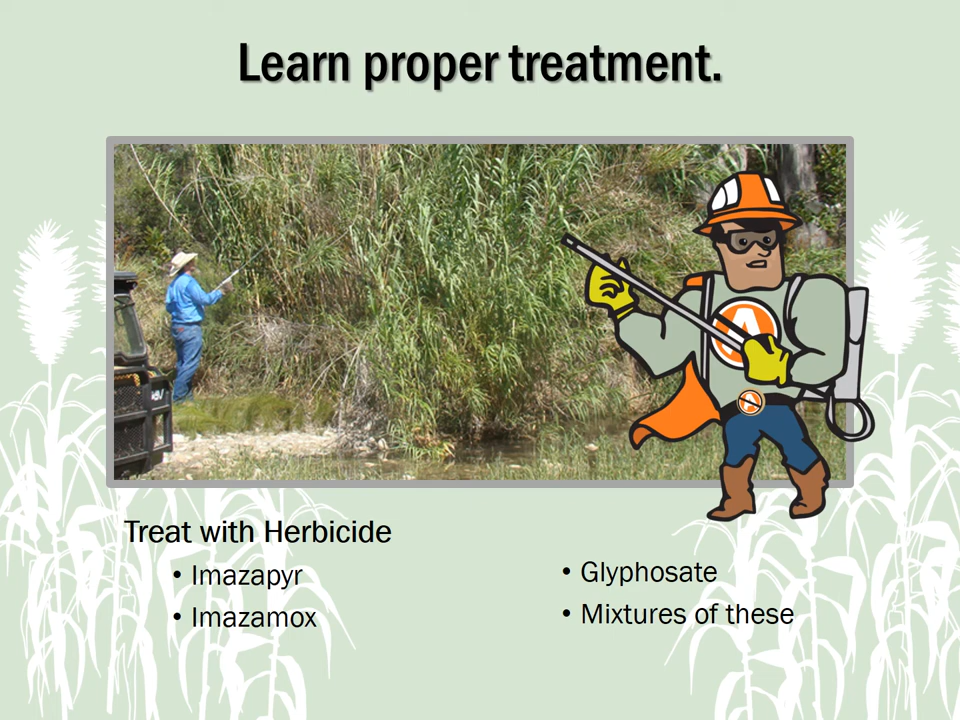 Learn proper treatment.
A
A
Treat with Herbicide
• Imazapyr
• Imazamox
• Glyphosate
• Mixtures of these